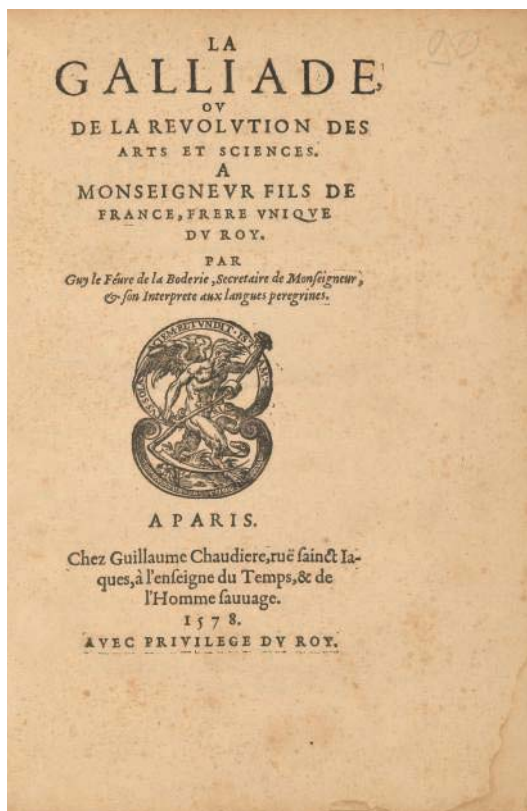 LA
GALLIADE,
OV
DE LA REVOLVTION DES
ARTS ET SCIENCES.
A
MONSEIGNEVR FILS DE
FRANCE, FRERE VNIQVE
DV ROY.
PAR
Guy le Féure de la Boderie, Secretaire de Monſeigneur,
& ſon Interprete aux langues peregrines.
A PARIS.
Chez Guillaume Chaudiere, ruë ſainct Ia-
ques, à l'enſeigne du Temps, & de
l'Homme ſauuage.
1578.
AVEC PRIVILEGE DV ROY.